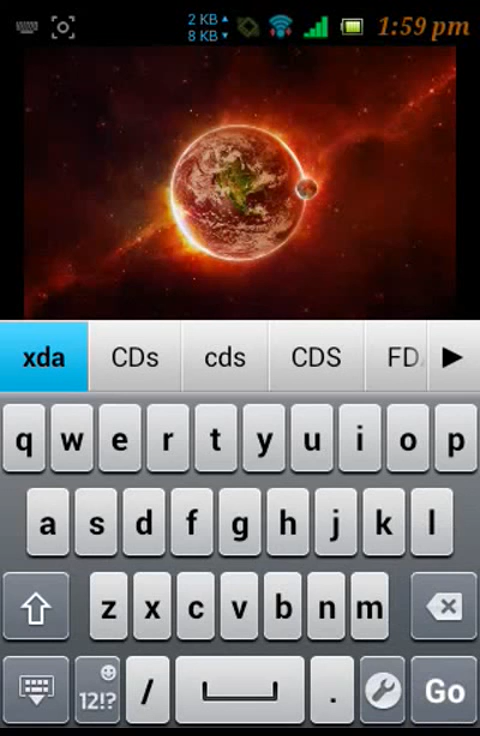 2 KB
8 KB
1:59 pm
xda CDs cds CDS FD
q w e r t y u i o p
a s d f g h j k l
z x c v b n m
12!? / . Go